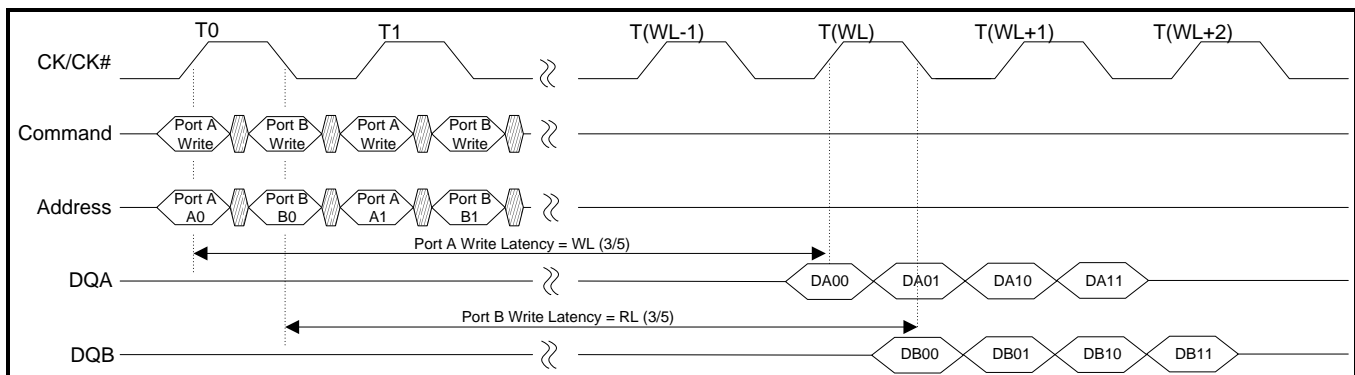 T0 T1 T(WL-1) T(WL) T(WL+1) T(WL+2)
CK/CK#
Command
Port A Write
Port B Write
Port A Write
Port B Write
Address
Port A A0
Port B B0
Port A A1
Port B B1
Port A Write Latency = WL (3/5)
DQA
DA00 DA01 DA10 DA11
Port B Write Latency = RL (3/5)
DQB
DB00 DB01 DB10 DB11